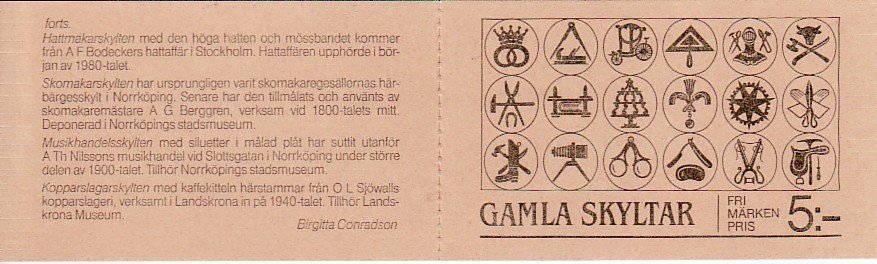 forts.
Hattmakarskylten med den höga hatten och mössbandet kommer
från A F Bodeckers hattaffär i Stockholm. Hattaffären upphörde i bör-
jan av 1980-talet.
Skomakarskylten har ursprungligen varit skomakaregesällernas här-
bärgesskylt i Norrköping. Senare har den tillmålats och använts av
skomakaremästare A G Berggren, verksam vid 1800-talets mitt.
Deponerad i Norrköpings stadsmuseum.
Musikhandelsskylten med siluetter i målad plåt har suttit utanför
A Th Nilssons musikhandel vid Slottsgatan i Norrköping under större
delen av 1900-talet. Tillhör Norrköpings stadsmuseum.
Kopparslagarskylten med kaffekitteln härstammar från O L Sjöwalls
kopparslageri, verksamt i Landskrona in på 1940-talet. Tillhör Lands-
krona Museum.
Birgitta Conradson
GAMLA SKYLTAR
FRI
MÄRKEN
PRIS
5:-